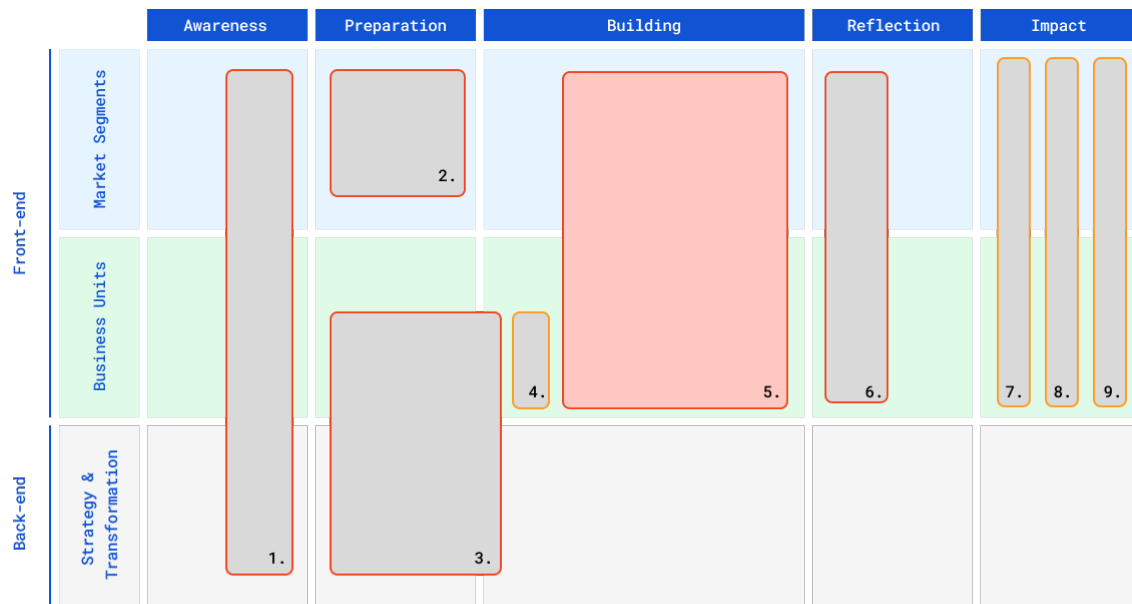 Awareness
Preparation
Building
Reflection
Impact
Front-end
Market Segments
2.
Business Units
4.
5.
6.
7.
8.
9.
Back-end
Strategy &
Transformation
1.
3.